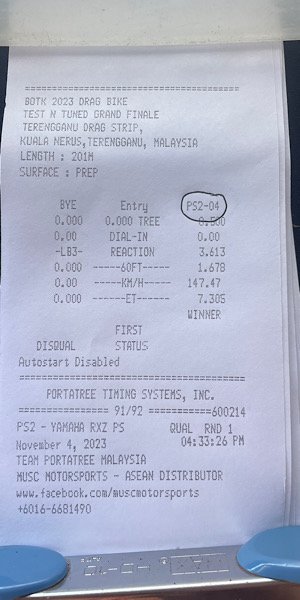 =====================================
BOTK 2023 DRAG BIKE
TEST N TUNED GRAND FINALE
TERENGGANU DRAG STRIP,
KUALA NERUS,TERENGGANU, MALAYSIA
LENGTH : 201M
SURFACE : PREP
BYE Entry PS2-04
0.000 0.000 TREE 0.500
0.00 DIAL-IN 0.00
-LB3- REACTION 3.613
0.000 -----60FT----- 1.678
0.00 -----KM/H----- 147.47
0.000 ------ET------ 7.305
WINNER
FIRST
DISQUAL STATUS
Autostart Disabled
=====================================
PORTATREE TIMING SYSTEMS, INC.
================ 91/92 ===========600214
PS2 - YAMAHA RXZ PS QUAL RND 1
November 4, 2023 04:33:26 PM
TEAM PORTATREE MALAYSIA
MUSC MOTORSPORTS - ASEAN DISTRIBUTOR
www.facebook.com/muscmotorsports
+6016-6681490